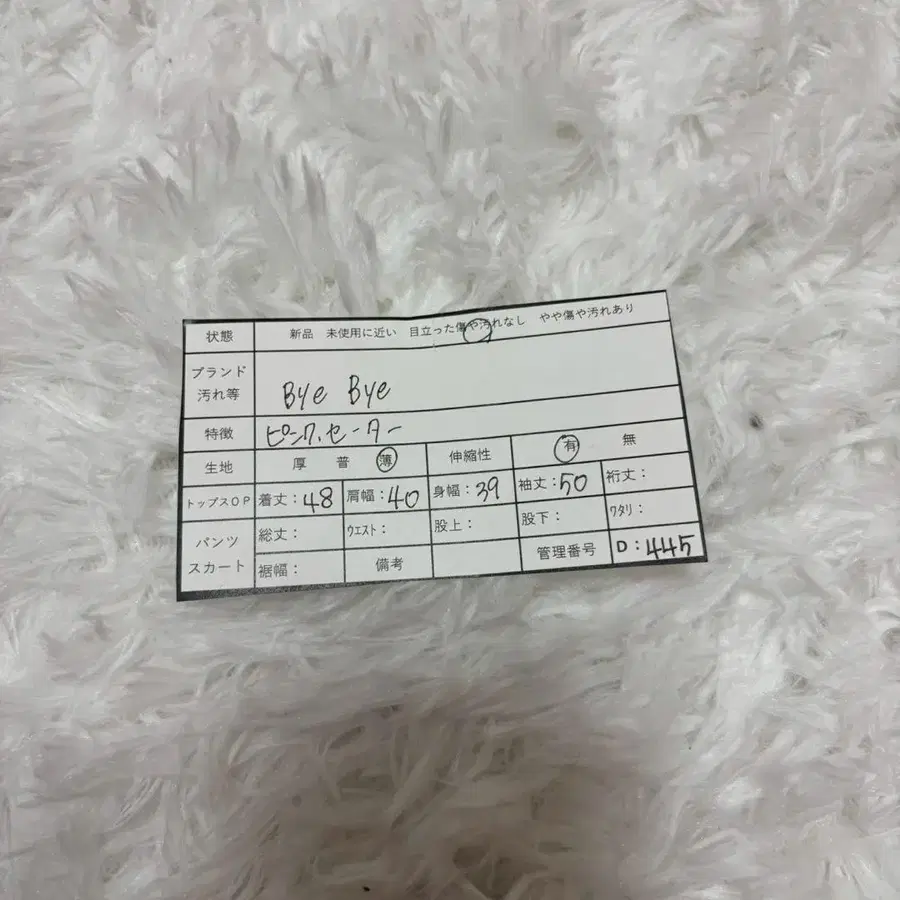 状態 新品 未使用に近い 目立った傷や汚れなし やや傷や汚れあり
ブランド
汚れ等 Bye Bye
特徴 ピンク、セーター
生地 厚 普 薄 伸縮性 有 無
トップスOP 着丈:48 肩幅:40 身幅:39 袖丈:50 裄丈:
パンツ
スカート
総丈: ウエスト: 股上: 股下: ワタリ:
裾幅: 備考 管理番号 D:445